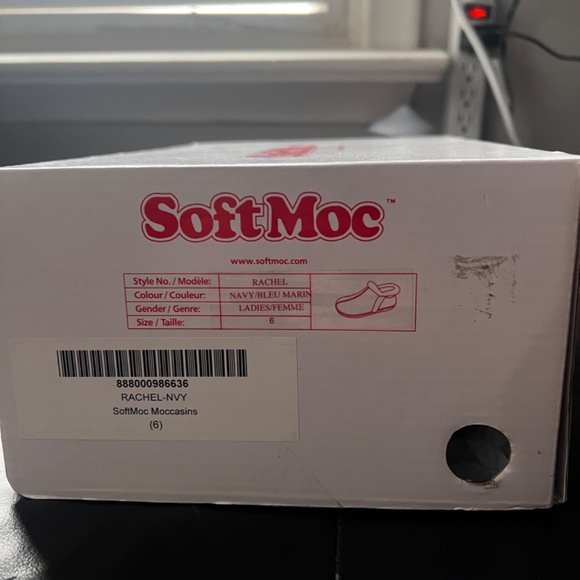 SoftMoc™
www.softmoc.com
Style No. / Modèle: RACHEL
Colour / Couleur: NAVY/BLEU MARIN
Gender / Genre: LADIES/FEMME
Size / Taille: 6
888000986636
RACHEL-NVY
SoftMoc Moccasins
(6)